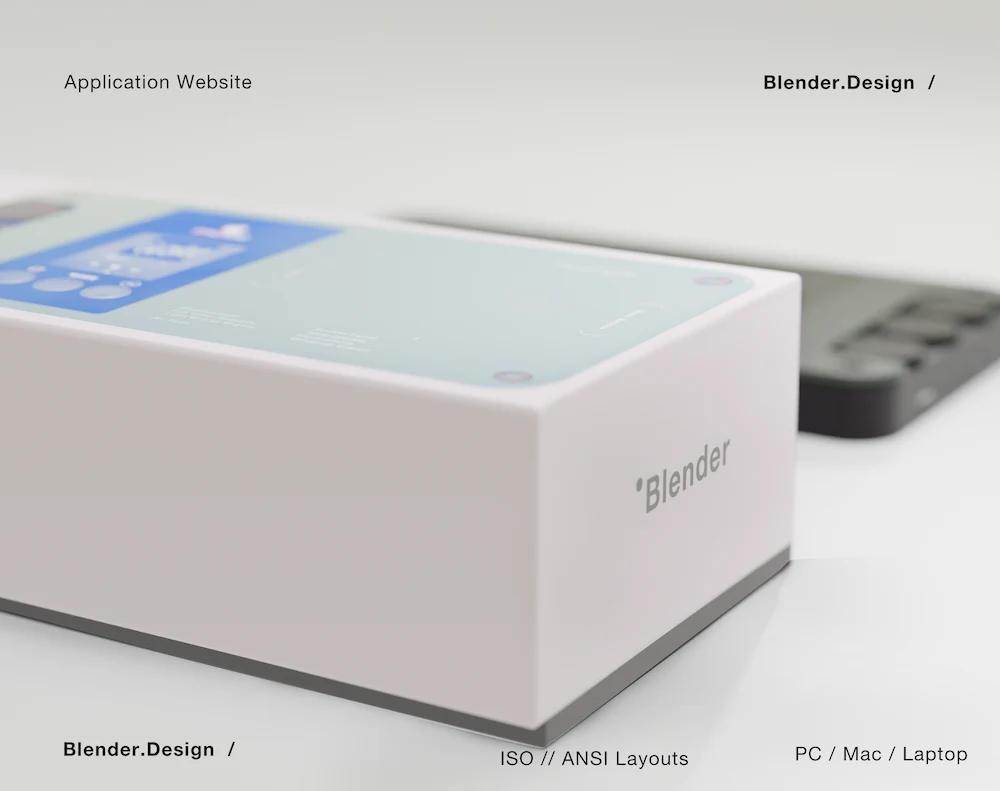 Application Website
Blender.Design /
Blender
Blender.Design /
ISO // ANSI Layouts
PC / Mac / Laptop